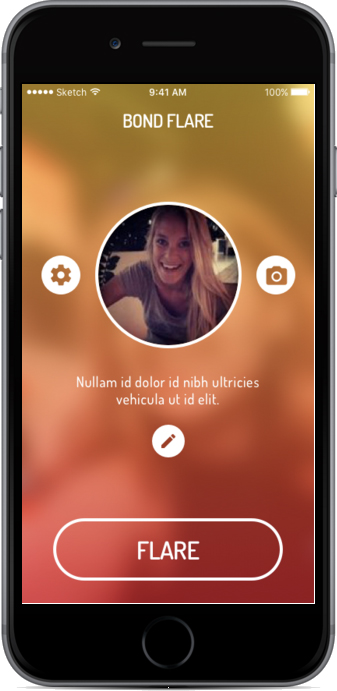 Sketch 9:41 AM 100%
BOND FLARE
Nullam id dolor id nibh ultricies
vehicula ut id elit.
FLARE